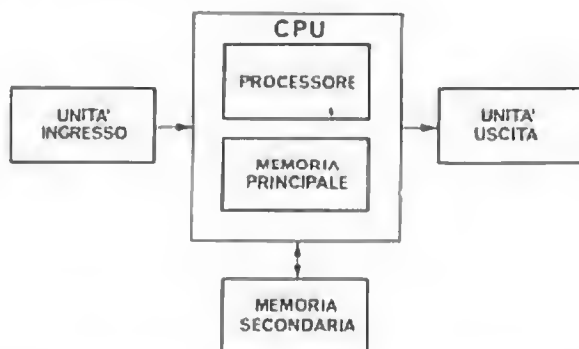 CPU
PROCESSORE
UNITA'
INGRESSO
UNITA'
USCITA
MEMORIA
PRINCIPALE
MEMORIA
SECONDARIA